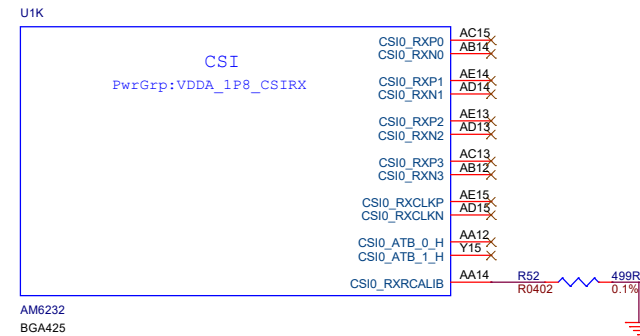 U1K
CSI
PwrGrp:VDDA_1P8_CSIRX
CSI0_RXP0 AC15
CSI0_RXN0 AB14
CSI0_RXP1 AE14
CSI0_RXN1 AD14
CSI0_RXP2 AE13
CSI0_RXN2 AD13
CSI0_RXP3 AC13
CSI0_RXN3 AB12
CSI0_RXCLKP AE15
CSI0_RXCLKN AD15
CSI0_ATB_0_H AA12
CSI0_ATB_1_H Y15
CSI0_RXRCALIB AA14 R52 499R
R0402 0.1%
AM6232
BGA425